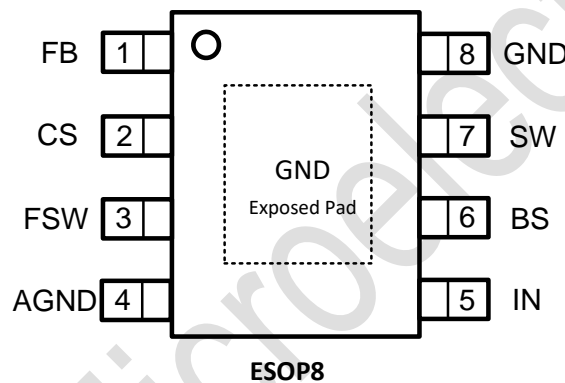 FB 1 8 GND
CS 2 7 SW
GND
Exposed Pad
FSW 3 6 BS
AGND 4 5 IN
ESOP8